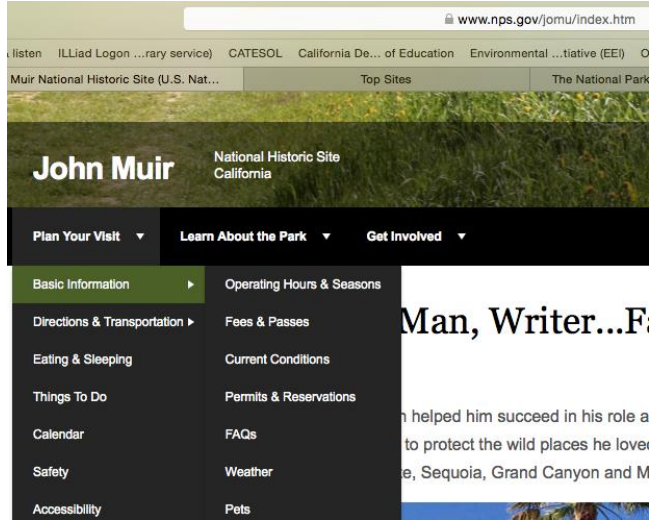 www.nps.gov/jomu/index.htm
listen ILLiad Logon ...rary service) CATESOL California De... of Education Environmental ...tiative (EEI) O
Muir National Historic Site (U.S. Nat... Top Sites The National Park
John Muir
National Historic Site
California
Plan Your Visit ▼ Learn About the Park ▼ Get Involved ▼
Basic Information ▶
Directions & Transportation ▶
Eating & Sleeping
Things To Do
Calendar
Safety
Accessibility
Operating Hours & Seasons
Fees & Passes
Current Conditions
Permits & Reservations
FAQs
Weather
Pets
Man, Writer...Fa
helped him succeed in his role a
to protect the wild places he loved
te, Sequoia, Grand Canyon and M